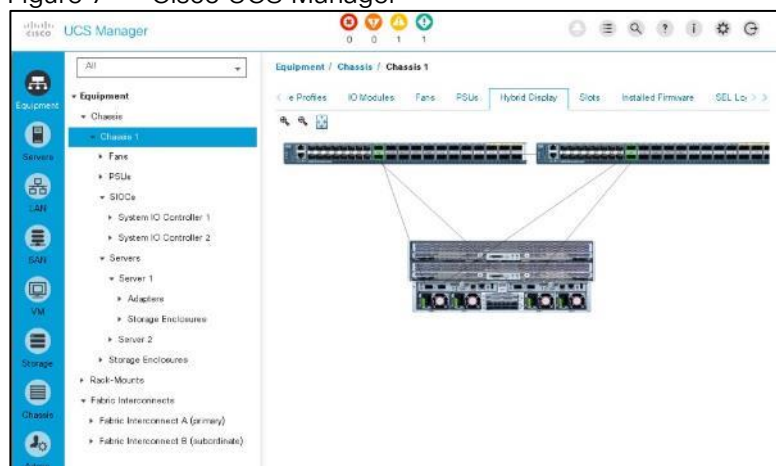 Figure 7 Cisco UCS Manager
CISCO UCS Manager
0 0 1 1
All
Equipment / Chassis / Chassis 1
e Profiles IO Modules Fans PSUs Hybrid Display Slots Installed Firmware SEL Lo
Equipment
Servers
LAN
SAN
VM
Storage
Chassis
Equipment
Chassis
Chassis 1
Fans
PSUs
SIOCs
System IO Controller 1
System IO Controller 2
Servers
Server 1
Adapters
Storage Enclosures
Server 2
Storage Enclosures
Rack-Mounts
Fabric Interconnects
Fabric Interconnect A (primary)
Fabric Interconnect B (subordinate)